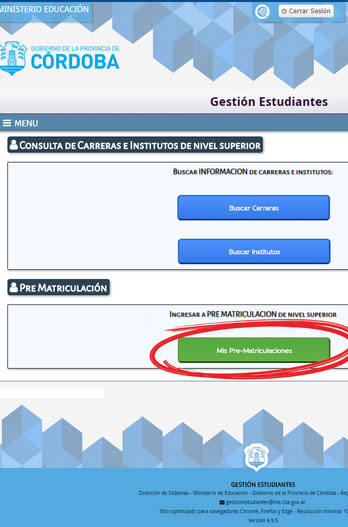 MINISTERIO EDUCACIÓN
Cerrar Sesión
GOBIERNO DE LA PROVINCIA DE
CÓRDOBA
Gestión Estudiantes
MENU
CONSULTA DE CARRERAS E INSTITUTOS DE NIVEL SUPERIOR
BUSCAR INFORMACION DE CARRERAS E INSTITUTOS:
Buscar Carreras
Buscar Institutos
PRE MATRICULACIÓN
INGRESAR A PRE MATRICULACION DE NIVEL SUPERIOR
Mis Pre-Matriculaciones
GESTIÓN ESTUDIANTES
Dirección de Sistemas - Ministerio de Educación - Gobierno de la Provincia de Córdoba - Re
gestionestudiantes@me.cba.gov.ar
Sitio optimizado para navegadores Chrome, Firefox y Edge - Resolución mínima: 10
Versión 4.9.5